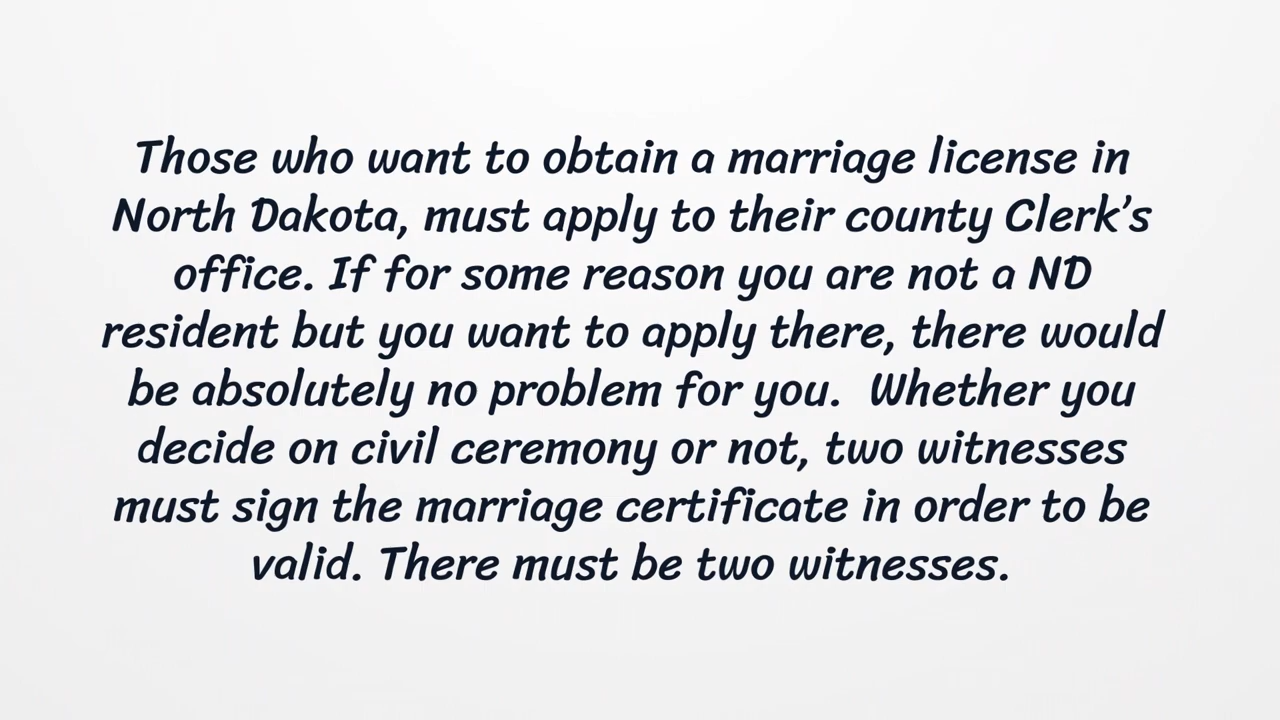 Those who want to obtain a marriage license in
North Dakota, must apply to their county Clerk’s
office. If for some reason you are not a ND
resident but you want to apply there, there would
be absolutely no problem for you.  Whether you
decide on civil ceremony or not, two witnesses
must sign the marriage certificate in order to be
valid. There must be two witnesses.